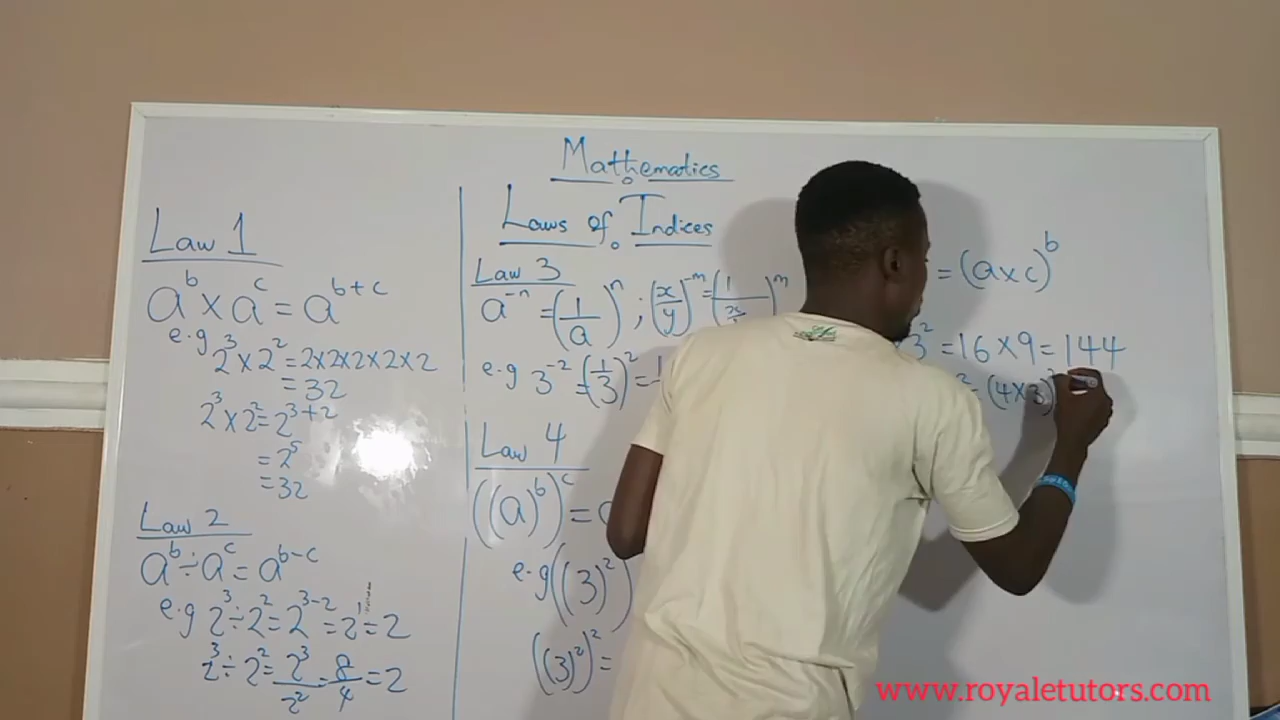 Mathematics
Laws of Indices
Law 1
a^b × a^c = a^{b+c}
e.g 2^3 × 2^2 = 2×2×2×2×2
= 32
2^3 × 2^2 = 2^{3+2}
= 2^5
= 32
Law 2
a^b ÷ a^c = a^{b-c}
e.g 2^3 ÷ 2^2 = 2^{3-2} = 2^1 = 2
2^3 ÷ 2^2 = 2^3/2^2 = 8/4 = 2
Law 3
a^{-n} = (1/a)^n ; (x/y)^{-m} = (1/(x/y))^m
e.g 3^{-2} = (1/3)^2 =
Law 4
((a)^b)^c =
e.g ((3)^2)
((3)^2)^2 =
= (a×c)^b
3^2 = 16 × 9 = 144
^2 = (4×3)
www.royaletutors.com